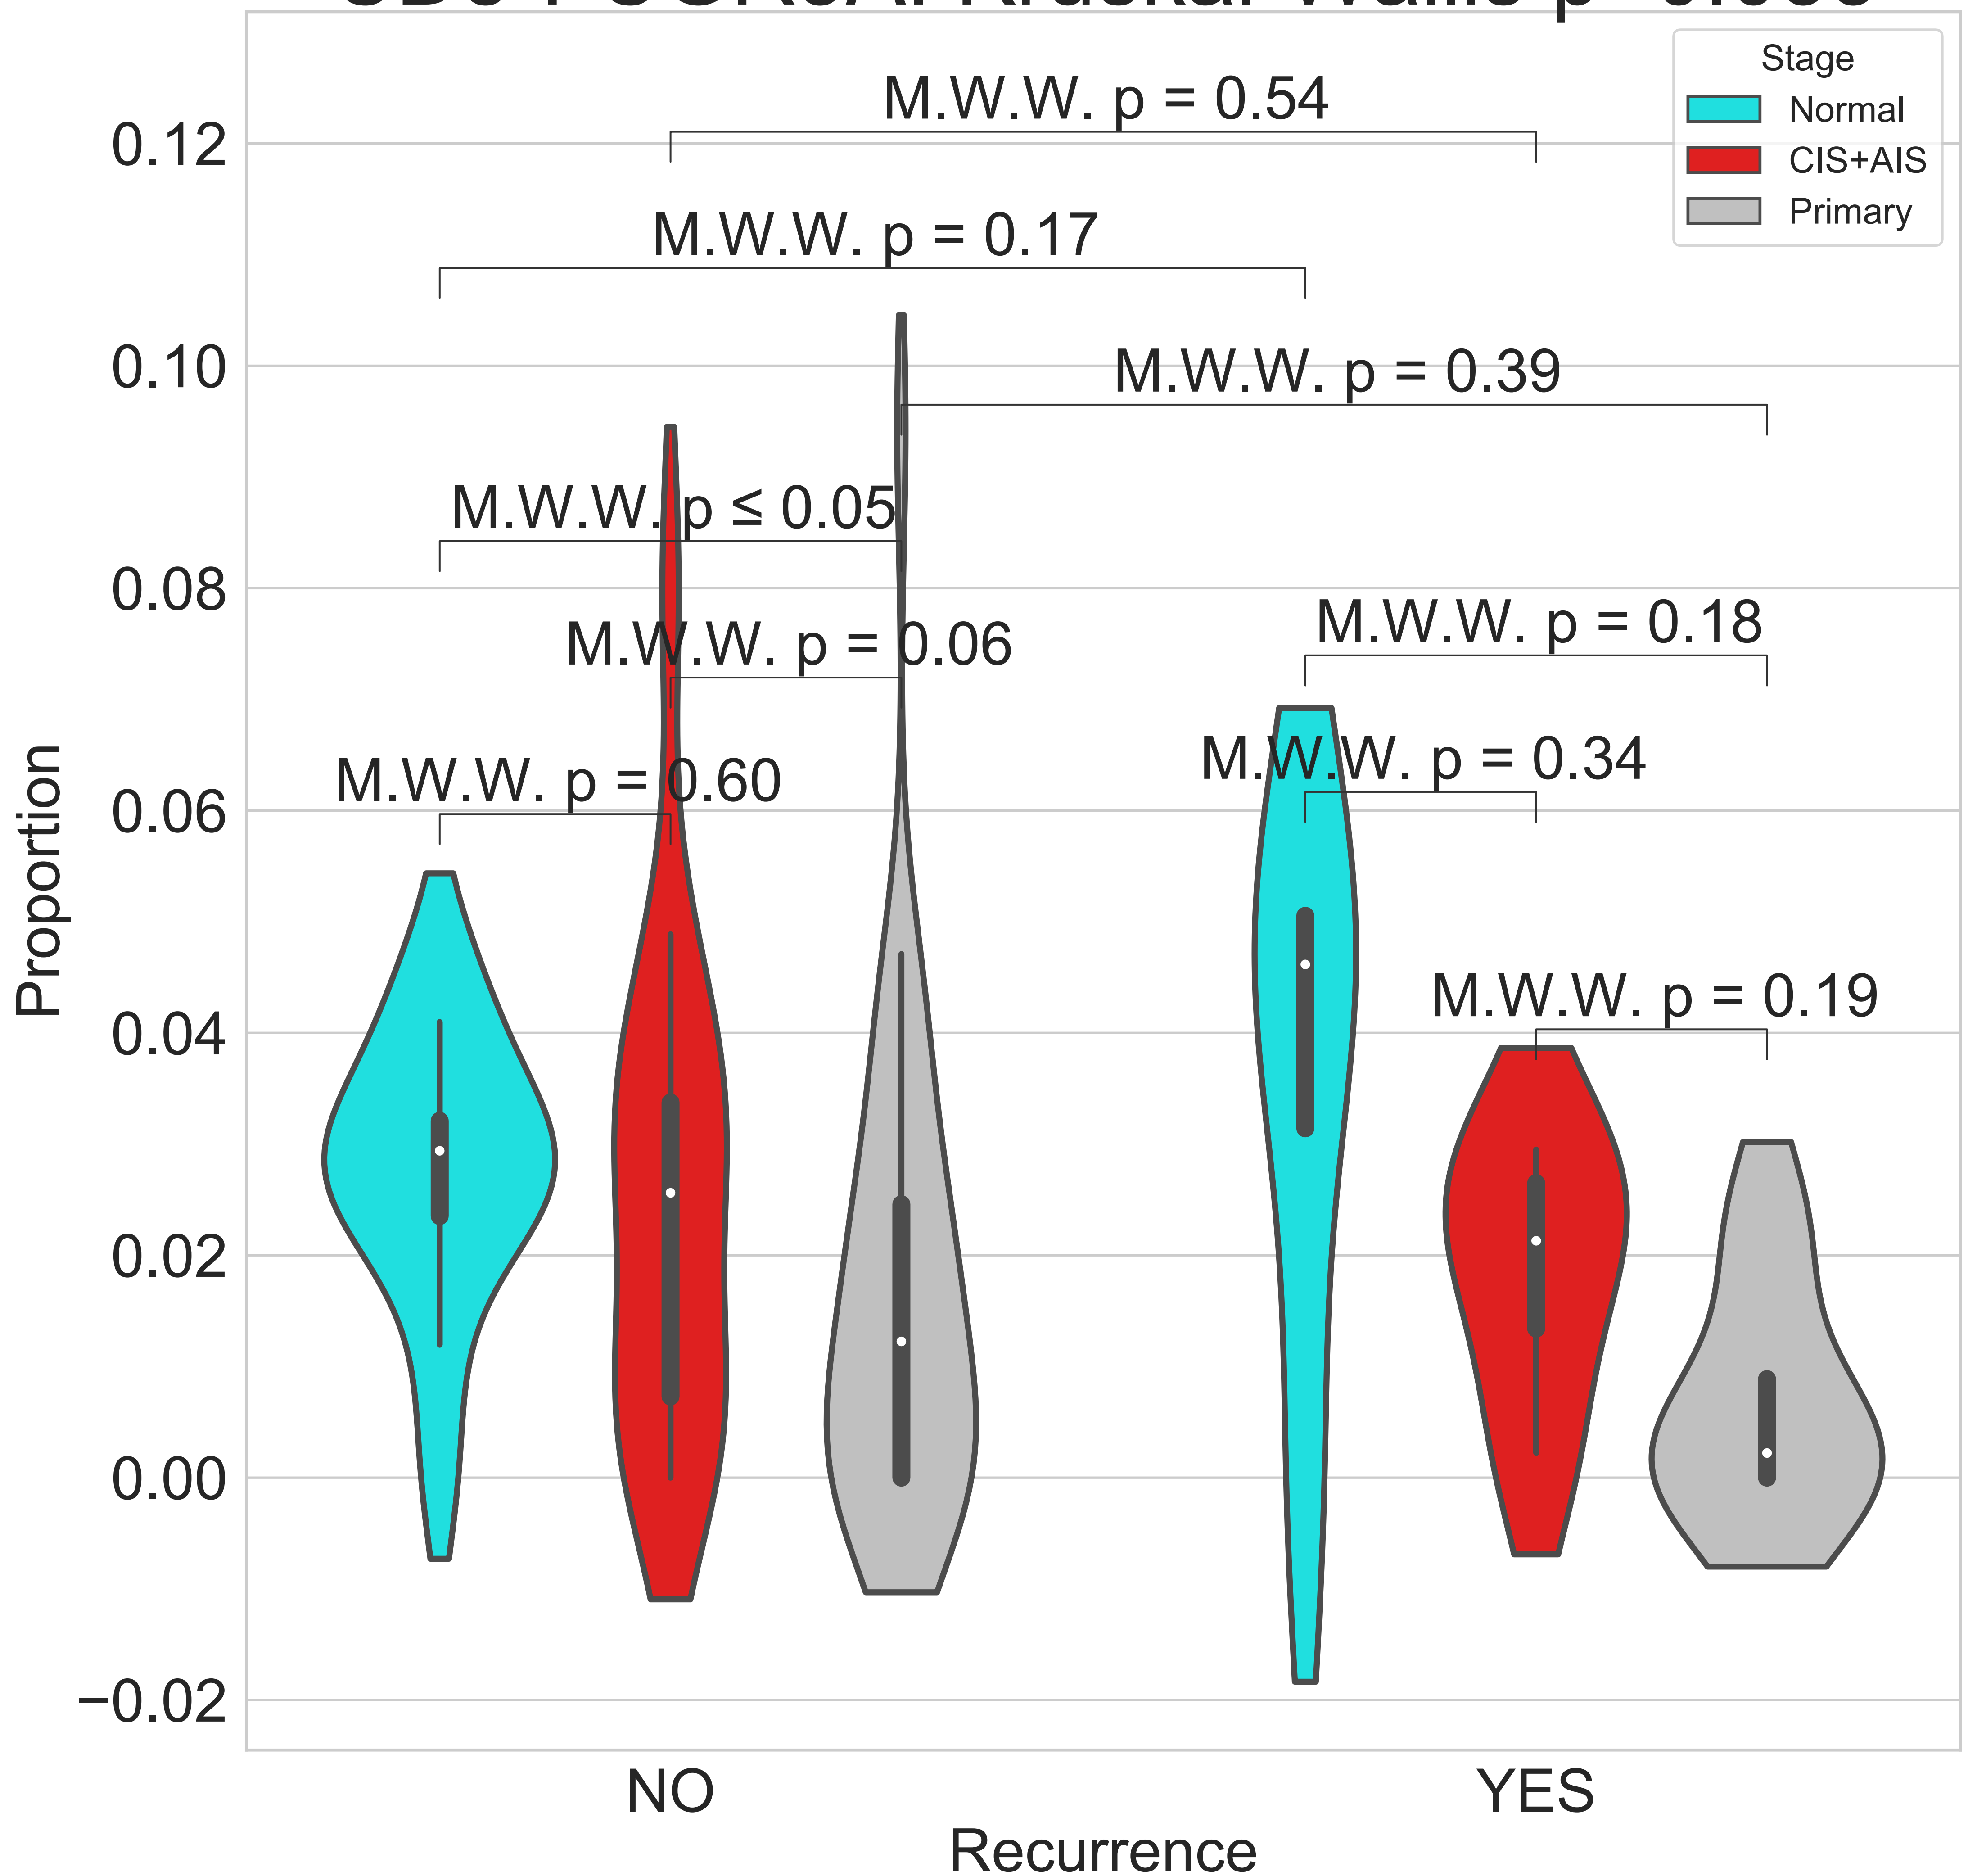 Stage
Normal
CIS+AIS
Primary
M.W.W. p = 0.54
M.W.W. p = 0.17
M.W.W. p = 0.39
M.W.W. p ≤ 0.05
M.W.W. p = 0.06
M.W.W. p = 0.18
M.W.W. p = 0.60
M.W.W. p = 0.34
M.W.W. p = 0.19
0.12
0.10
0.08
0.06
0.04
0.02
0.00
−0.02
Proportion
NO
YES
Recurrence